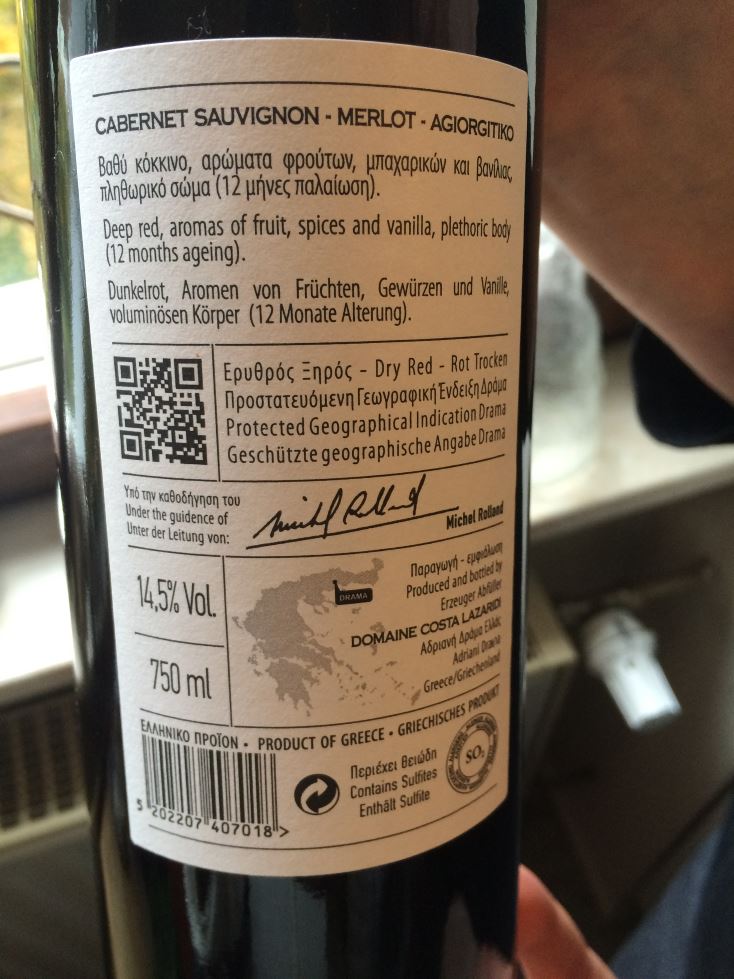 CABERNET SAUVIGNON - MERLOT - AGIORGITIKO
Βαθύ κόκκινο, αρώματα φρούτων, μπαχαρικών και βανίλιας,
πληθωρικό σώμα (12 μήνες παλαίωση).
Deep red, aromas of fruit, spices and vanilla, plethoric body
(12 months ageing).
Dunkelrot, Aromen von Früchten, Gewürzen und Vanille,
voluminösen Körper (12 Monate Alterung).
Ερυθρός Ξηρός - Dry Red - Rot Trocken
Προστατευόμενη Γεωγραφική Ένδειξη Δράμα
Protected Geographical Indication Drama
Geschützte geographische Angabe Drama
Υπό την καθοδήγηση του
Under the guidence of
Unter der Leitung von:
Michel Rolland
Michel Rolland
14,5% Vol.
750 ml
DRAMA
Παραγωγή - εμφιάλωση
Produced and bottled by
Erzeuger Abfüller
DOMAINE COSTA LAZARIDI
Αδριανή Δράμα Ελλάς
Adriani Drama
Greece/Griechenland
ΕΛΛΗΝΙΚΟ ΠΡΟΪΟΝ • PRODUCT OF GREECE • GRIECHISCHES PRODUKT
5 202207 407018 >
Περιέχει θειώδη
Contains Sulfites
Enthält Sulfite
SO₂